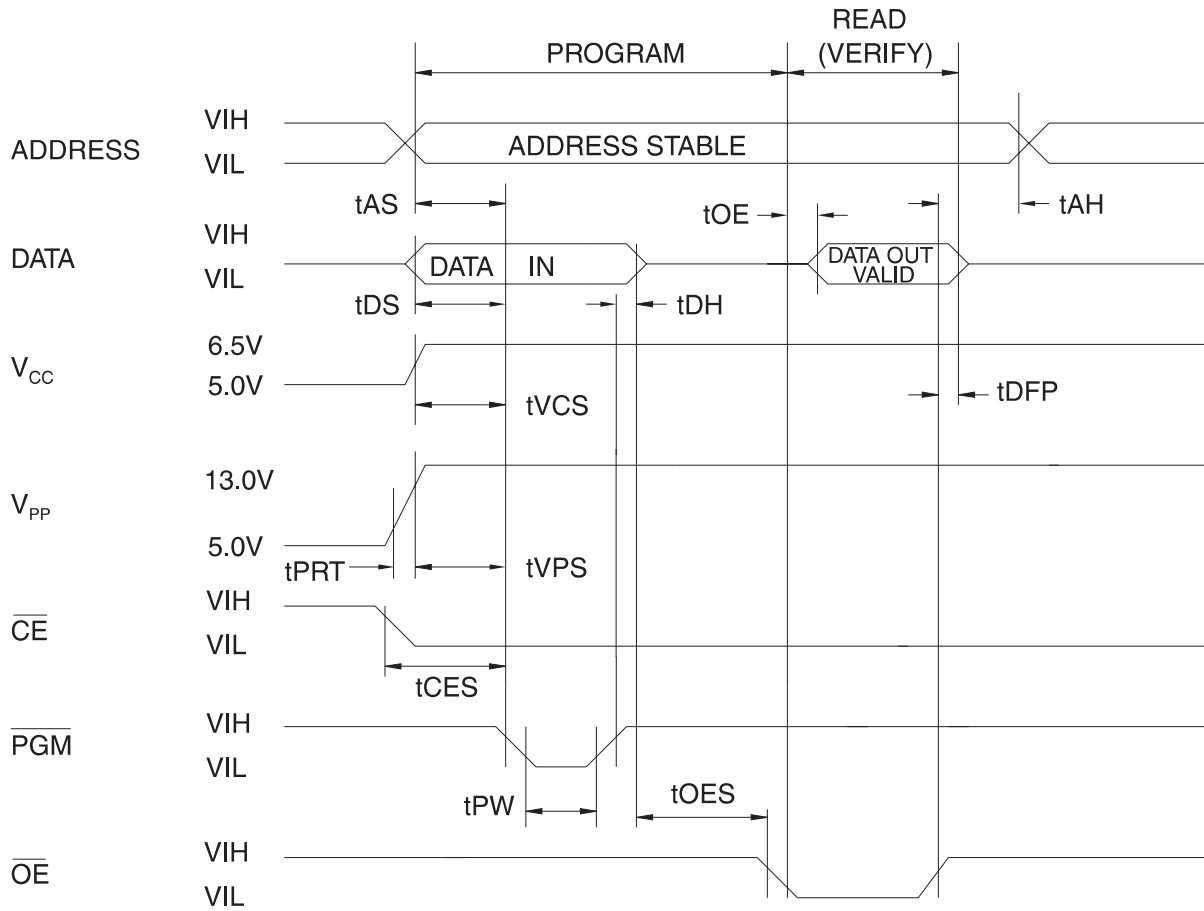 READ
PROGRAM (VERIFY)
ADDRESS VIH ADDRESS STABLE
VIL
tAS tOE tAH
DATA VIH DATA IN DATA OUT
VIL VALID
tDS tDH
VCC 6.5V
5.0V tVCS tDFP
VPP 13.0V
5.0V
tPRT tVPS
CE VIH
VIL
tCES
PGM VIH
VIL
tPW tOES
OE VIH
VIL